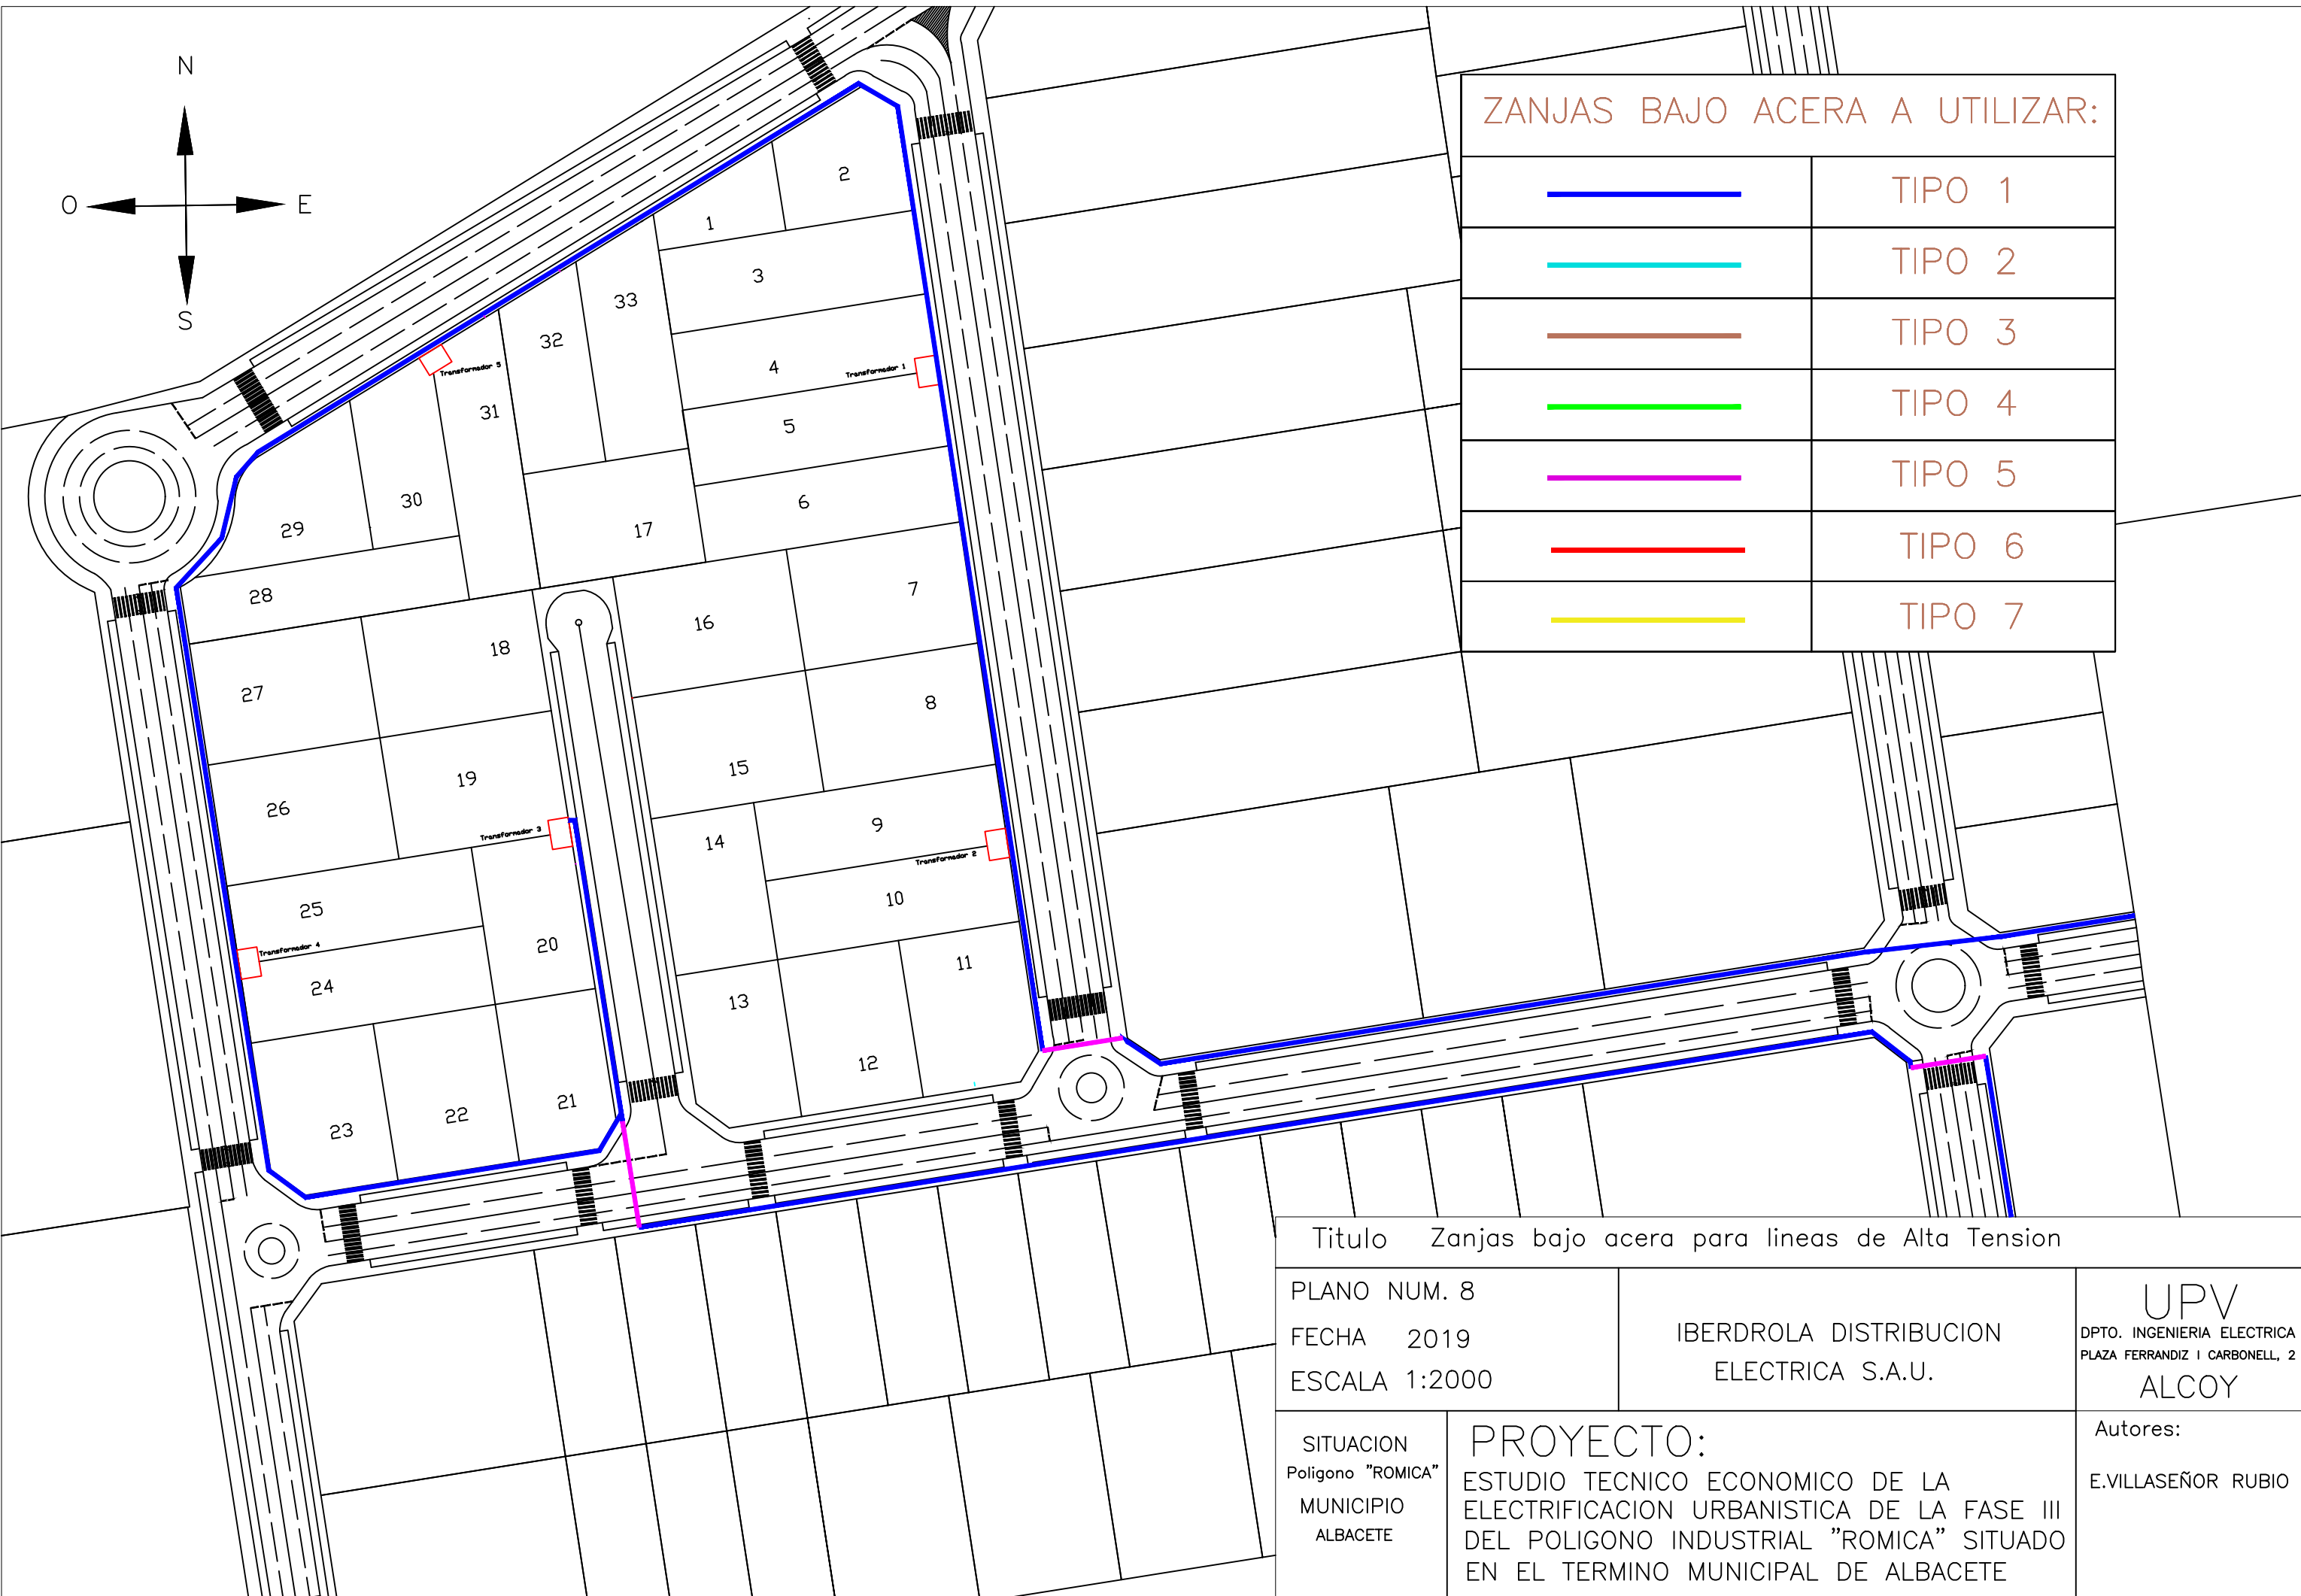 N
O
E
S
ZANJAS BAJO ACERA A UTILIZAR:
TIPO 1
TIPO 2
TIPO 3
TIPO 4
TIPO 5
TIPO 6
TIPO 7
2
1
3
33
32
4
Transformador 1
Transformador 5
31
5
30
6
29
17
28
7
16
18
27
8
15
19
26
9
14
Transformador 3
Transformador 2
10
25
20
Transformador 4
11
24
13
12
21
22
23
Titulo Zanjas bajo acera para lineas de Alta Tension
PLANO NUM. 8
FECHA 2019
ESCALA 1:2000
IBERDROLA DISTRIBUCION
ELECTRICA S.A.U.
UPV
DPTO. INGENIERIA ELECTRICA
PLAZA FERRANDIZ I CARBONELL, 2
ALCOY
SITUACION
Poligono "ROMICA"
MUNICIPIO
ALBACETE
PROYECTO:
ESTUDIO TECNICO ECONOMICO DE LA
ELECTRIFICACION URBANISTICA DE LA FASE III
DEL POLIGONO INDUSTRIAL "ROMICA" SITUADO
EN EL TERMINO MUNICIPAL DE ALBACETE
Autores:
E.VILLASEÑOR RUBIO